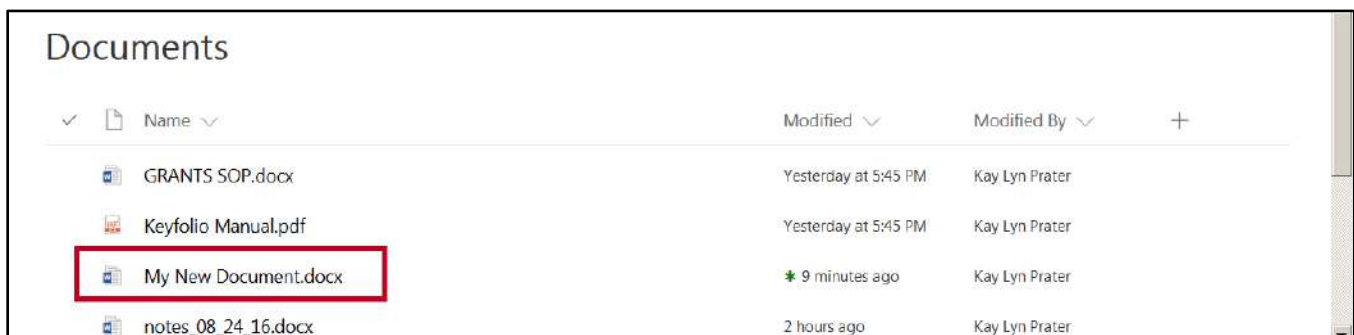 Documents
Name Modified Modified By
GRANTS SOP.docx Yesterday at 5:45 PM Kay Lyn Prater
Keyfolio Manual.pdf Yesterday at 5:45 PM Kay Lyn Prater
My New Document.docx 9 minutes ago Kay Lyn Prater
notes_08_24_16.docx 2 hours ago Kay Lyn Prater